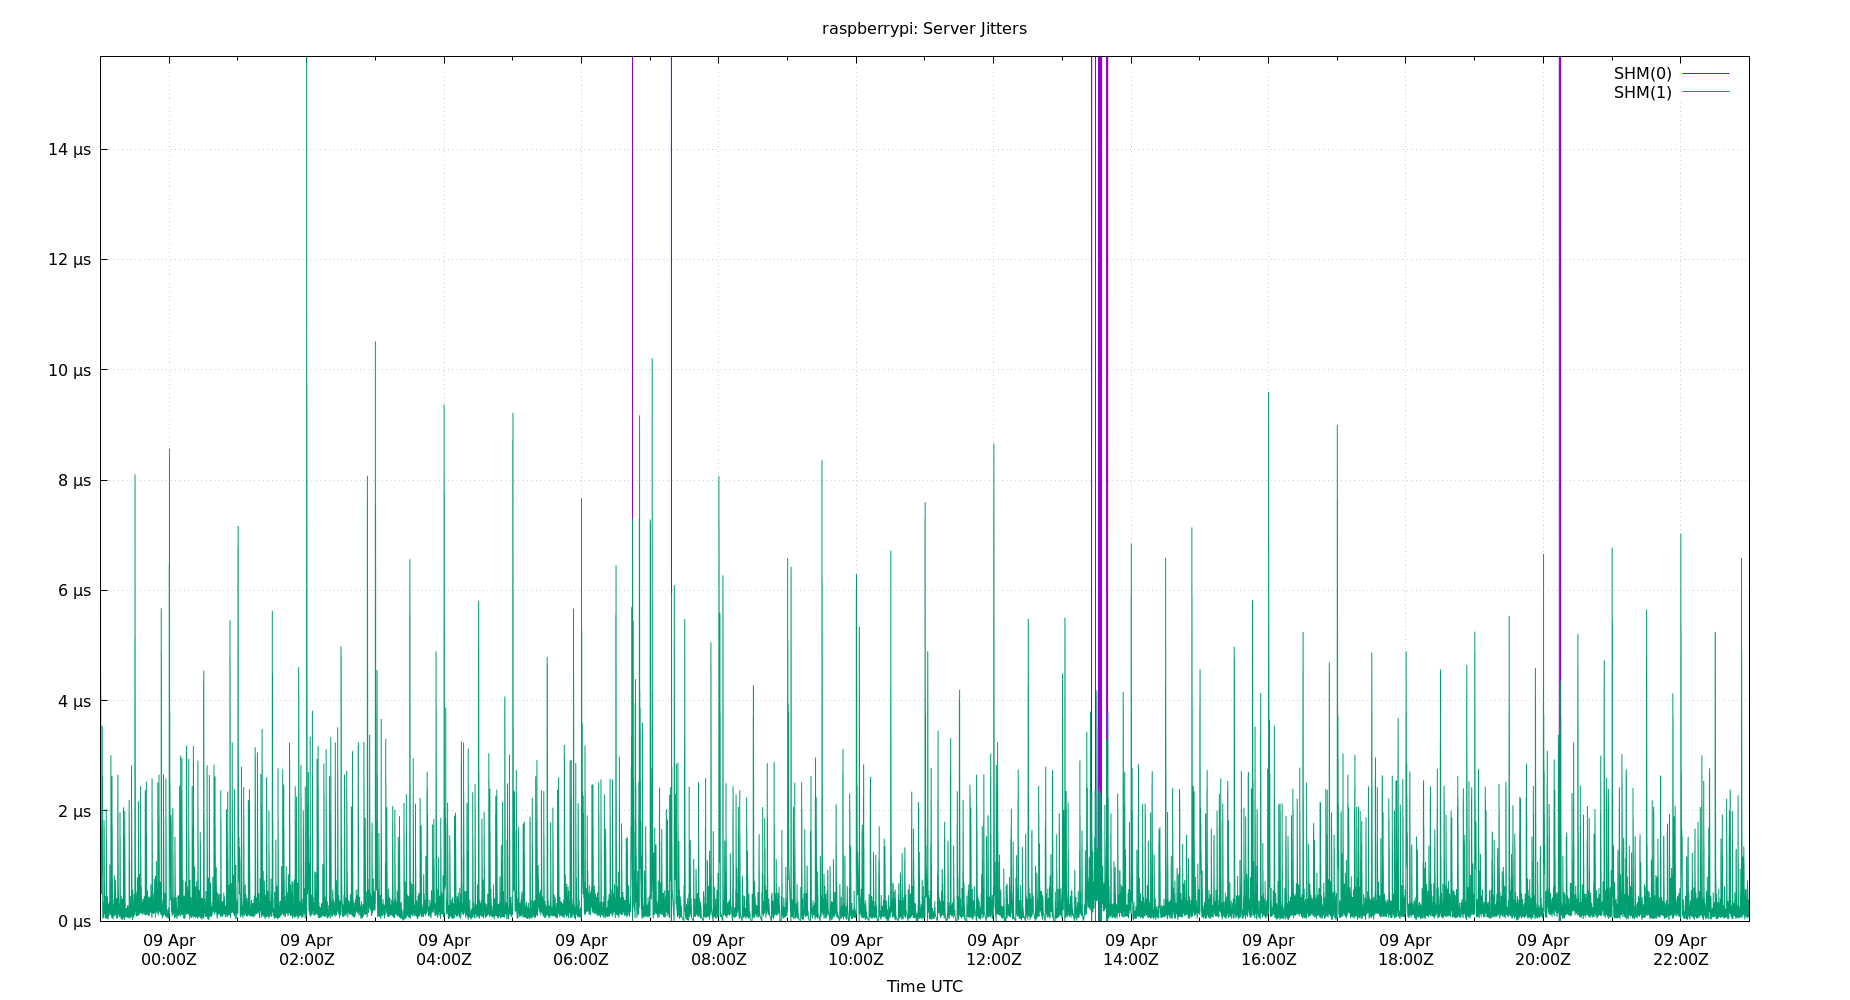 raspberrypi: Server Jitters
SHM(0)
SHM(1)
14 µs
12 µs
10 µs
8 µs
6 µs
4 µs
2 µs
0 µs
09 Apr 09 Apr 09 Apr 09 Apr 09 Apr 09 Apr 09 Apr 09 Apr 09 Apr 09 Apr 09 Apr 09 Apr
00:00Z 02:00Z 04:00Z 06:00Z 08:00Z 10:00Z 12:00Z 14:00Z 16:00Z 18:00Z 20:00Z 22:00Z
Time UTC